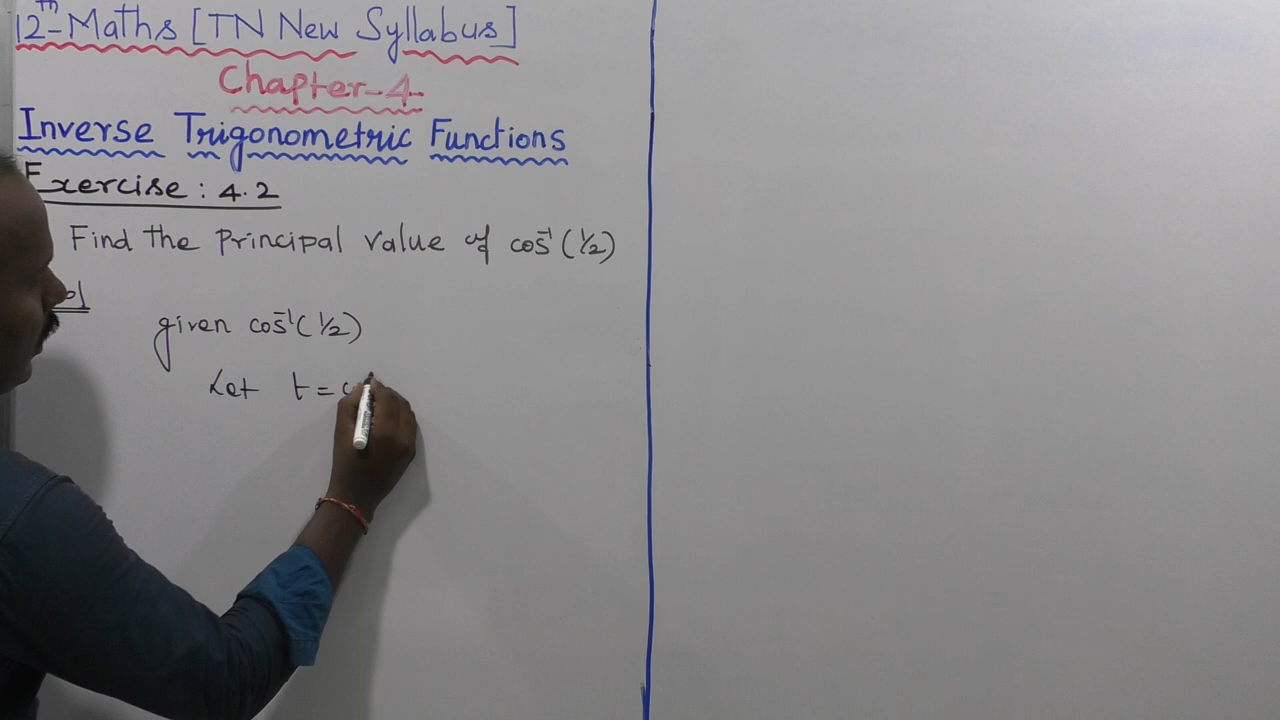 12th-Maths [TN New Syllabus]
Chapter-4
Inverse Trigonometric Functions
Exercise: 4.2
Find the principal value of cos⁻¹(1/2)
given cos⁻¹(1/2)
Let t =